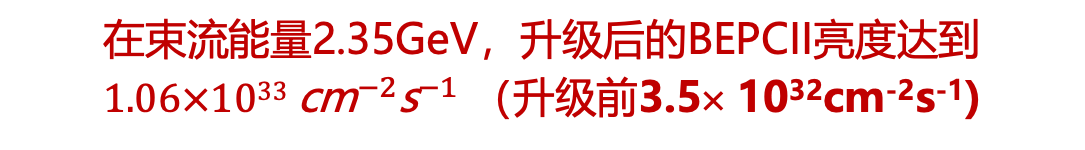 在束流能量2.35GeV，升级后的BEPCII亮度达到
1.06×10³³ cm⁻²s⁻¹ （升级前3.5× 10³²cm⁻²s⁻¹)